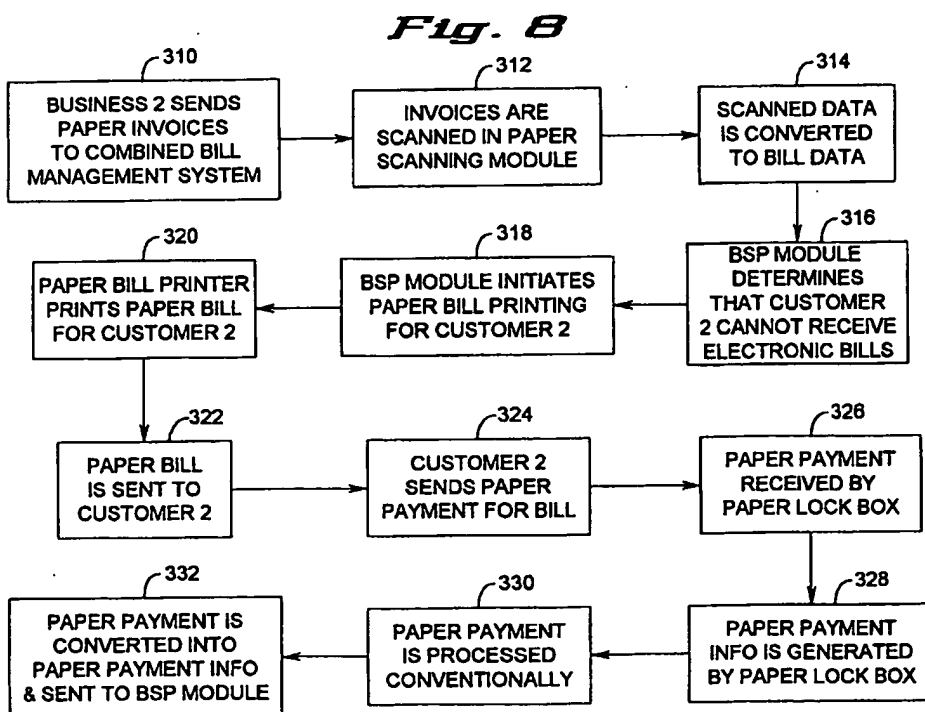 Fig. 8
310
BUSINESS 2 SENDS
PAPER INVOICES
TO COMBINED BILL
MANAGEMENT SYSTEM
312
INVOICES ARE
SCANNED IN PAPER
SCANNING MODULE
314
SCANNED DATA
IS CONVERTED
TO BILL DATA
316
BSP MODULE
DETERMINES
THAT CUSTOMER
2 CANNOT RECEIVE
ELECTRONIC BILLS
318
BSP MODULE INITIATES
PAPER BILL PRINTING
FOR CUSTOMER 2
320
PAPER BILL PRINTER
PRINTS PAPER BILL
FOR CUSTOMER 2
322
PAPER BILL
IS SENT TO
CUSTOMER 2
324
CUSTOMER 2
SENDS PAPER
PAYMENT FOR BILL
326
PAPER PAYMENT
RECEIVED BY
PAPER LOCK BOX
328
PAPER PAYMENT
INFO IS GENERATED
BY PAPER LOCK BOX
330
PAPER PAYMENT
IS PROCESSED
CONVENTIONALLY
332
PAPER PAYMENT IS
CONVERTED INTO
PAPER PAYMENT INFO
& SENT TO BSP MODULE